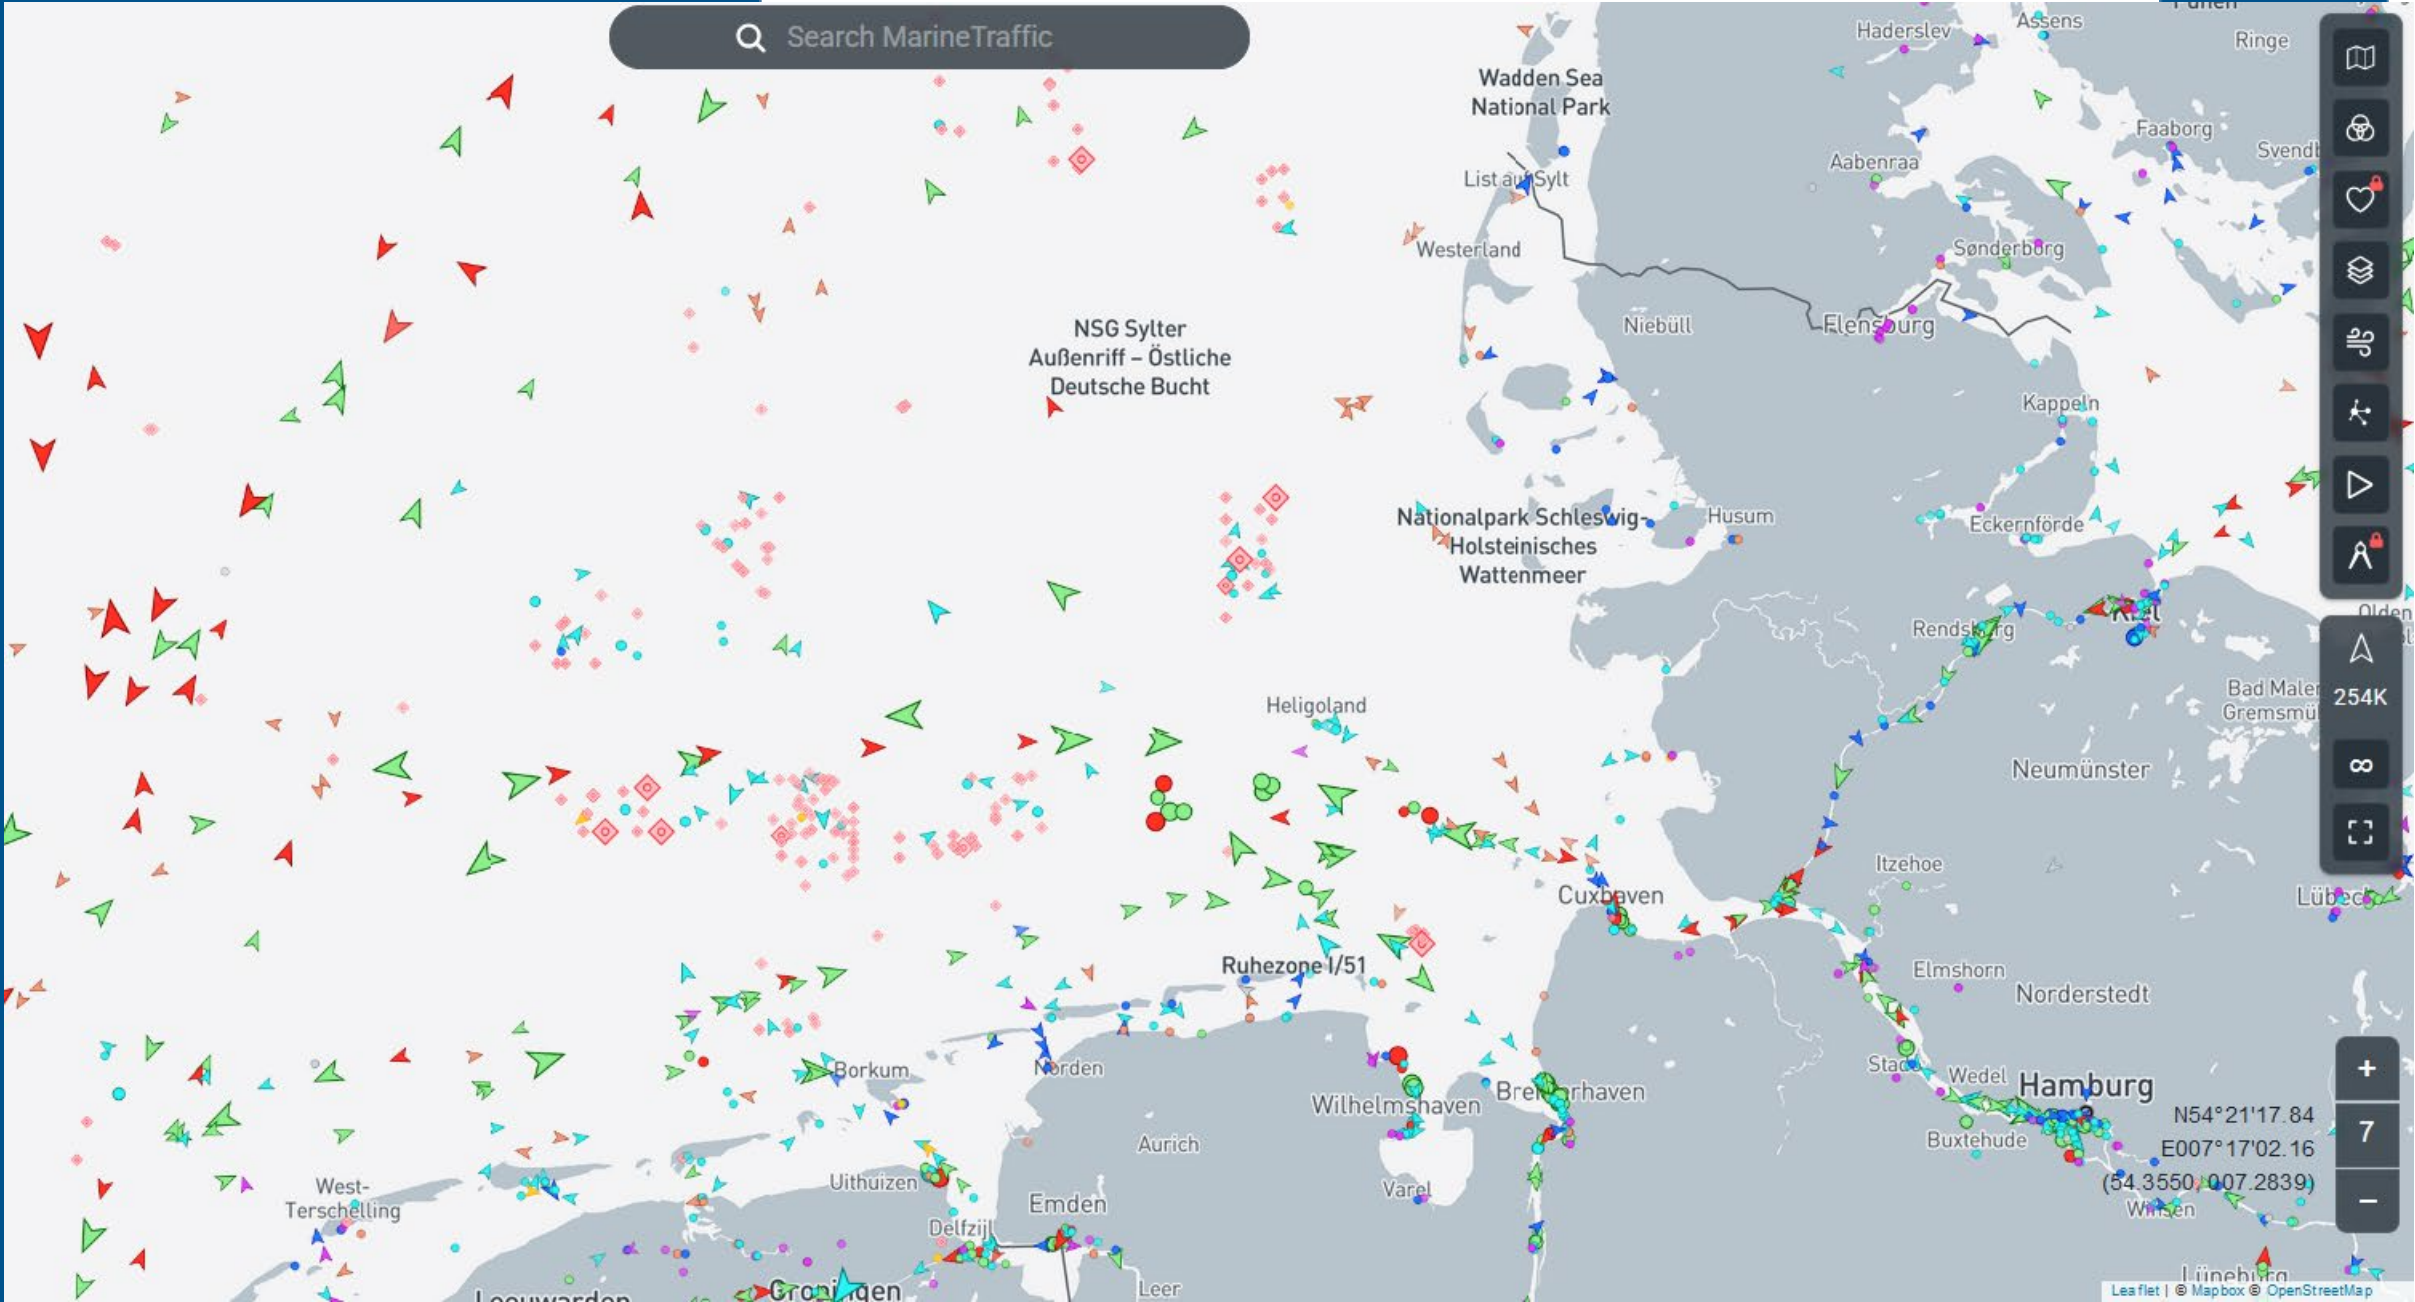 Search MarineTraffic
Haderslev
Assens
Ringe
Wadden Sea
National Park
Faaborg
Aabenraa
List auf Sylt
Westerland
Sønderborg
NSG Sylter
Außenriff – Östliche
Deutsche Bucht
Niebüll
Flensburg
Kappeln
Nationalpark Schleswig-
Holsteinisches
Wattenmeer
Husum
Eckernförde
Kiel
Rendsburg
254K
Bad Maler
Gremsmü
Heligoland
Neumünster
Itzehoe
Cuxhaven
Lübeck
Ruhezone I/51
Elmshorn
Norderstedt
Borkum
Norden
Stade
Wedel
Hamburg
Wilhelmshaven
Bremerhaven
7
N54°21'17.84
E007°17'02.16
(54.3550, 007.2839)
Buxtehude
Aurich
Uithuizen
Varel
West-
Terschelling
Emden
Winsen
Delfzijl
Groningen
Leer
Lüneburg
Leeuwarden
Leaflet | © Mapbox © OpenStreetMap